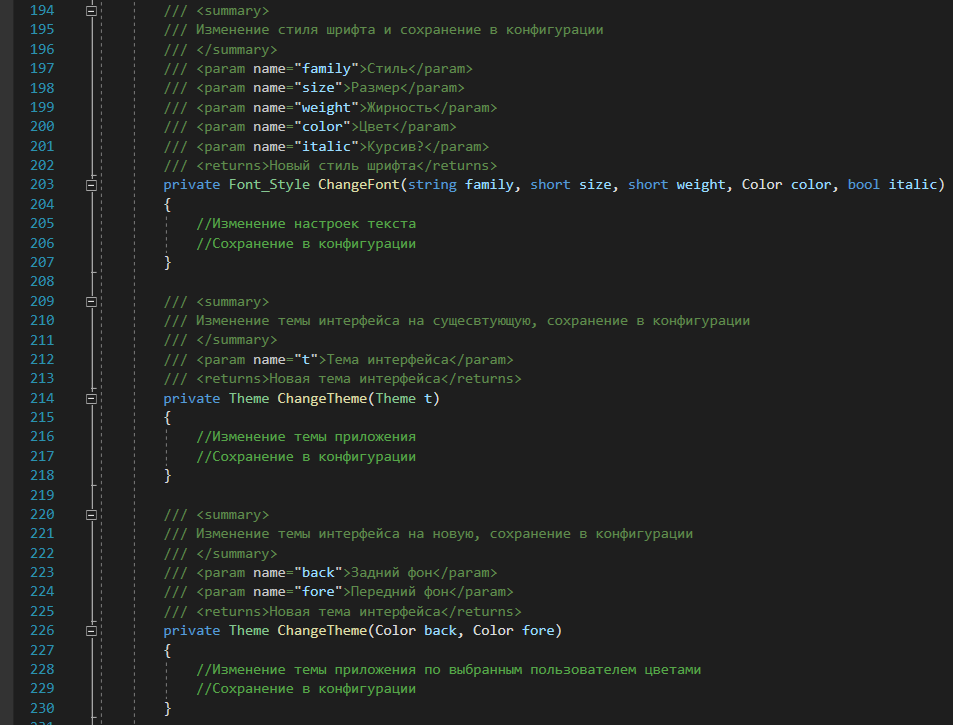 194 /// <summary>
195 /// Изменение стиля шрифта и сохранение в конфигурации
196 /// </summary>
197 /// <param name="family">Стиль</param>
198 /// <param name="size">Размер</param>
199 /// <param name="weight">Жирность</param>
200 /// <param name="color">Цвет</param>
201 /// <param name="italic">Курсив?</param>
202 /// <returns>Новый стиль шрифта</returns>
203 private Font_Style ChangeFont(string family, short size, short weight, Color color, bool italic)
204 {
205 //Изменение настроек текста
206 //Сохранение в конфигурации
207 }
208
209 /// <summary>
210 /// Изменение темы интерфейса на сущесвтующую, сохранение в конфигурации
211 /// </summary>
212 /// <param name="t">Тема интерфейса</param>
213 /// <returns>Новая тема интерфейса</returns>
214 private Theme ChangeTheme(Theme t)
215 {
216 //Изменение темы приложения
217 //Сохранение в конфигурации
218 }
219
220 /// <summary>
221 /// Изменение темы интерфейса на новую, сохранение в конфигурации
222 /// </summary>
223 /// <param name="back">Задний фон</param>
224 /// <param name="fore">Передний фон</param>
225 /// <returns>Новая тема интерфейса</returns>
226 private Theme ChangeTheme(Color back, Color fore)
227 {
228 //Изменение темы приложения по выбранным пользователем цветами
229 //Сохранение в конфигурации
230 }